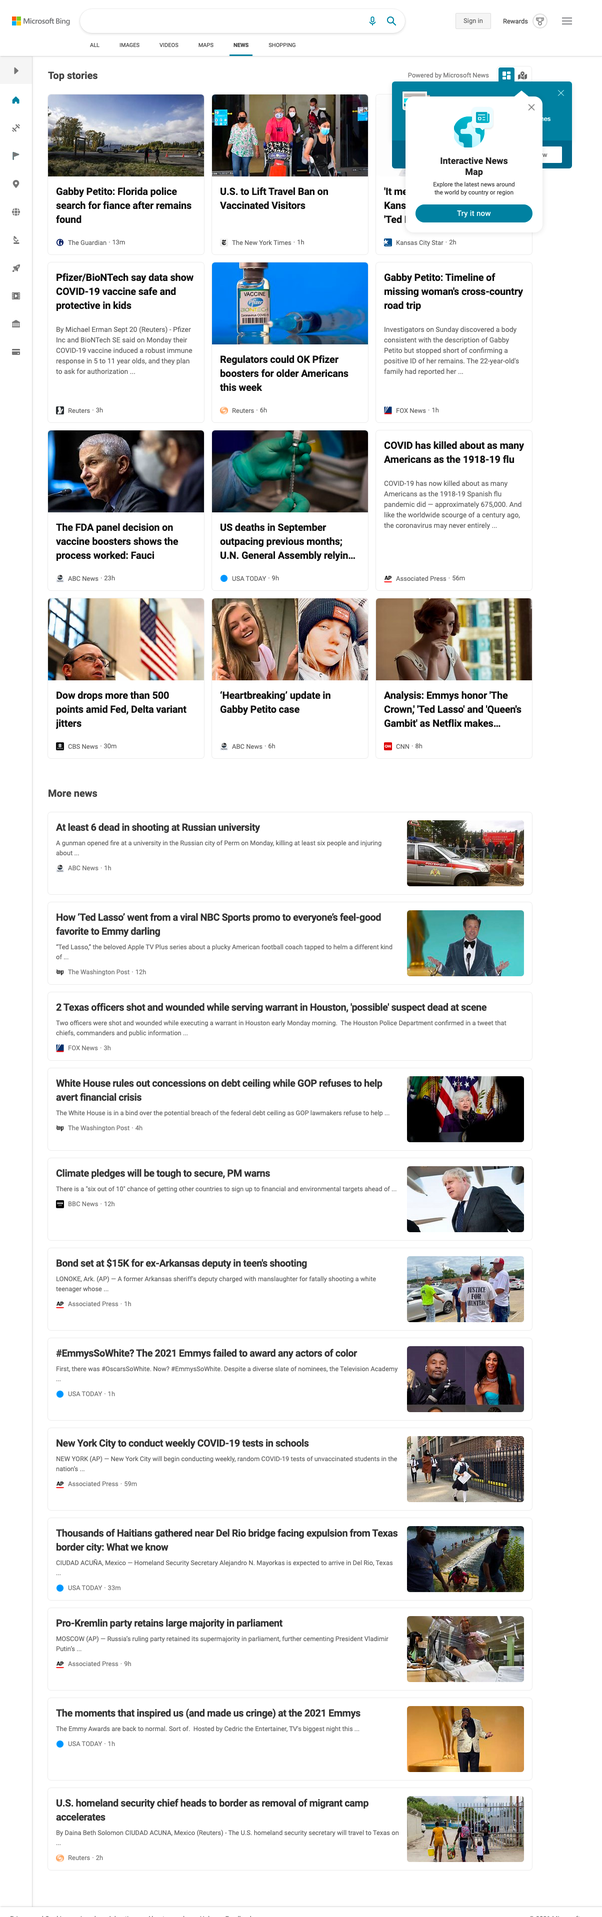 Microsoft Bing
Sign in
Rewards
ALL
IMAGES
VIDEOS
MAPS
NEWS
SHOPPING
Top stories
Powered by Microsoft News
Interactive News
Map
Explore the latest news around
the world by country or region
Try it now
Gabby Petito: Florida police
search for fiance after remains
found
The Guardian · 13m
U.S. to Lift Travel Ban on
Vaccinated Visitors
The New York Times · 1h
'It me
Kans
'Ted
Kansas City Star · 2h
Pfizer/BioNTech say data show
COVID-19 vaccine safe and
protective in kids
By Michael Erman Sept 20 (Reuters) - Pfizer
Inc and BioNTech SE said on Monday their
COVID-19 vaccine induced a robust immune
response in 5 to 11 year olds, and they plan
to ask for authorization ...
Reuters · 3h
VACCINE
Regulators could OK Pfizer
boosters for older Americans
this week
Reuters · 6h
Gabby Petito: Timeline of
missing woman's cross-country
road trip
Investigators on Sunday discovered a body
consistent with the description of Gabby
Petito but stopped short of confirming a
positive ID of her remains. The 22-year-old's
family had reported her ...
FOX News · 1h
The FDA panel decision on
vaccine boosters shows the
process worked: Fauci
ABC News · 23h
US deaths in September
outpacing previous months;
U.N. General Assembly relyin...
USA TODAY · 9h
COVID has killed about as many
Americans as the 1918-19 flu
COVID-19 has now killed about as many
Americans as the 1918-19 Spanish flu
pandemic did — approximately 675,000. And
like the worldwide scourge of a century ago,
the coronavirus may never entirely ...
AP Associated Press · 56m
Dow drops more than 500
points amid Fed, Delta variant
jitters
CBS News · 30m
'Heartbreaking' update in
Gabby Petito case
ABC News · 6h
Analysis: Emmys honor 'The
Crown,' 'Ted Lasso' and 'Queen's
Gambit' as Netflix makes...
CNN · 8h
More news
At least 6 dead in shooting at Russian university
A gunman opened fire at a university in the Russian city of Perm on Monday, killing at least six people and injuring
about ...
ABC News · 1h
How 'Ted Lasso' went from a viral NBC Sports promo to everyone's feel-good
favorite to Emmy darling
"Ted Lasso," the beloved Apple TV Plus series about a plucky American football coach tapped to helm a different kind
of ...
wp The Washington Post · 12h
2 Texas officers shot and wounded while serving warrant in Houston, 'possible' suspect dead at scene
Two officers were shot and wounded while executing a warrant in Houston early Monday morning. The Houston Police Department confirmed in a tweet that
chiefs, commanders and public information ...
FOX News · 3h
White House rules out concessions on debt ceiling while GOP refuses to help
avert financial crisis
The White House is in a bind over the potential breach of the federal debt ceiling as GOP lawmakers refuse to help ...
wp The Washington Post · 4h
Climate pledges will be tough to secure, PM warns
There is a "six out of 10" chance of getting other countries to sign up to financial and environmental targets ahead of ...
BBC News · 12h
Bond set at $15K for ex-Arkansas deputy in teen's shooting
LONOKE, Ark. (AP) — A former Arkansas sheriff's deputy charged with manslaughter for fatally shooting a white
teenager whose ...
AP Associated Press · 1h
JUSTICE
FOR
HUNTER
#EmmysSoWhite? The 2021 Emmys failed to award any actors of color
First, there was #OscarsSoWhite. Now? #EmmysSoWhite. Despite a diverse slate of nominees, the Television Academy
...
USA TODAY · 1h
New York City to conduct weekly COVID-19 tests in schools
NEW YORK (AP) — New York City will begin conducting weekly, random COVID-19 tests of unvaccinated students in the
nation's ...
AP Associated Press · 59m
Thousands of Haitians gathered near Del Rio bridge facing expulsion from Texas
border city: What we know
CIUDAD ACUÑA, Mexico — Homeland Security Secretary Alejandro N. Mayorkas is expected to arrive in Del Rio, Texas
...
USA TODAY · 33m
Pro-Kremlin party retains large majority in parliament
MOSCOW (AP) — Russia's ruling party retained its supermajority in parliament, further cementing President Vladimir
Putin's ...
AP Associated Press · 9h
The moments that inspired us (and made us cringe) at the 2021 Emmys
The Emmy Awards are back to normal. Sort of. Hosted by Cedric the Entertainer, TV's biggest night this ...
USA TODAY · 1h
U.S. homeland security chief heads to border as removal of migrant camp
accelerates
By Daina Beth Solomon CIUDAD ACUNA, Mexico (Reuters) - The U.S. homeland security secretary will travel to Texas on
...
Reuters · 2h